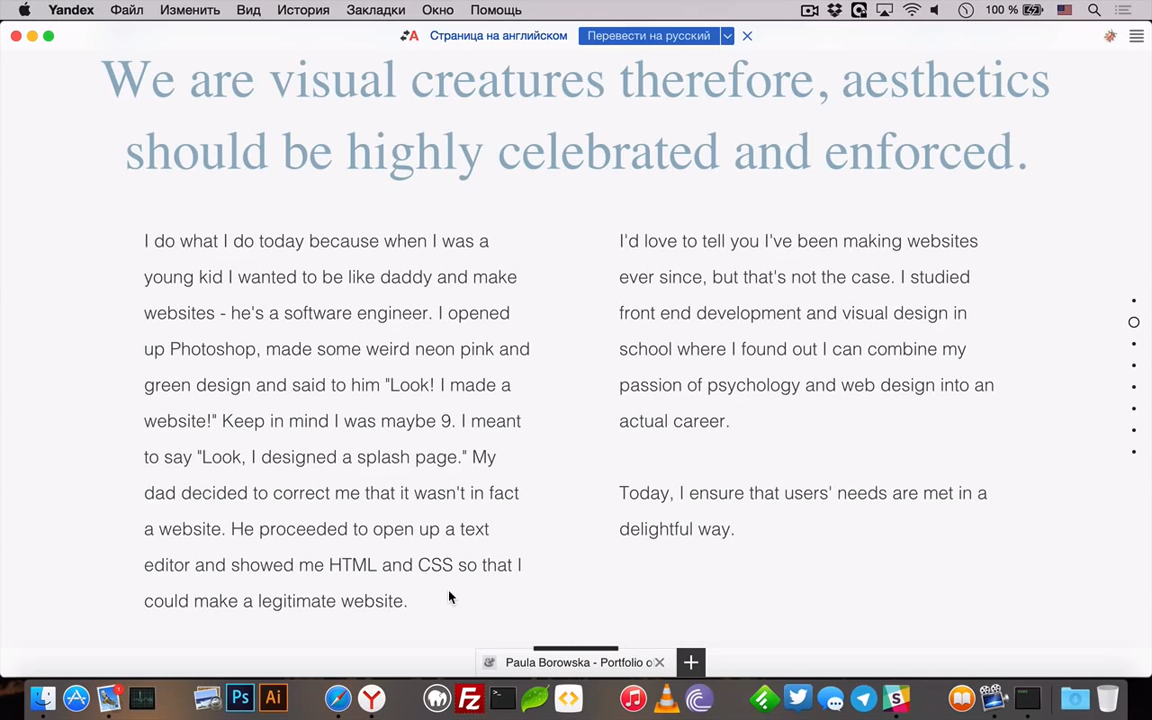 Yandex Файл Изменить Вид История Закладки Окно Помощь 100 %
Страница на английском Перевести на русский
We are visual creatures therefore, aesthetics
should be highly celebrated and enforced.
I do what I do today because when I was a
young kid I wanted to be like daddy and make
websites - he's a software engineer. I opened
up Photoshop, made some weird neon pink and
green design and said to him "Look! I made a
website!" Keep in mind I was maybe 9. I meant
to say "Look, I designed a splash page." My
dad decided to correct me that it wasn't in fact
a website. He proceeded to open up a text
editor and showed me HTML and CSS so that I
could make a legitimate website.
I'd love to tell you I've been making websites
ever since, but that's not the case. I studied
front end development and visual design in
school where I found out I can combine my
passion of psychology and web design into an
actual career.
Today, I ensure that users' needs are met in a
delightful way.
Paula Borowska - Portfolio o
Ps Ai Fz